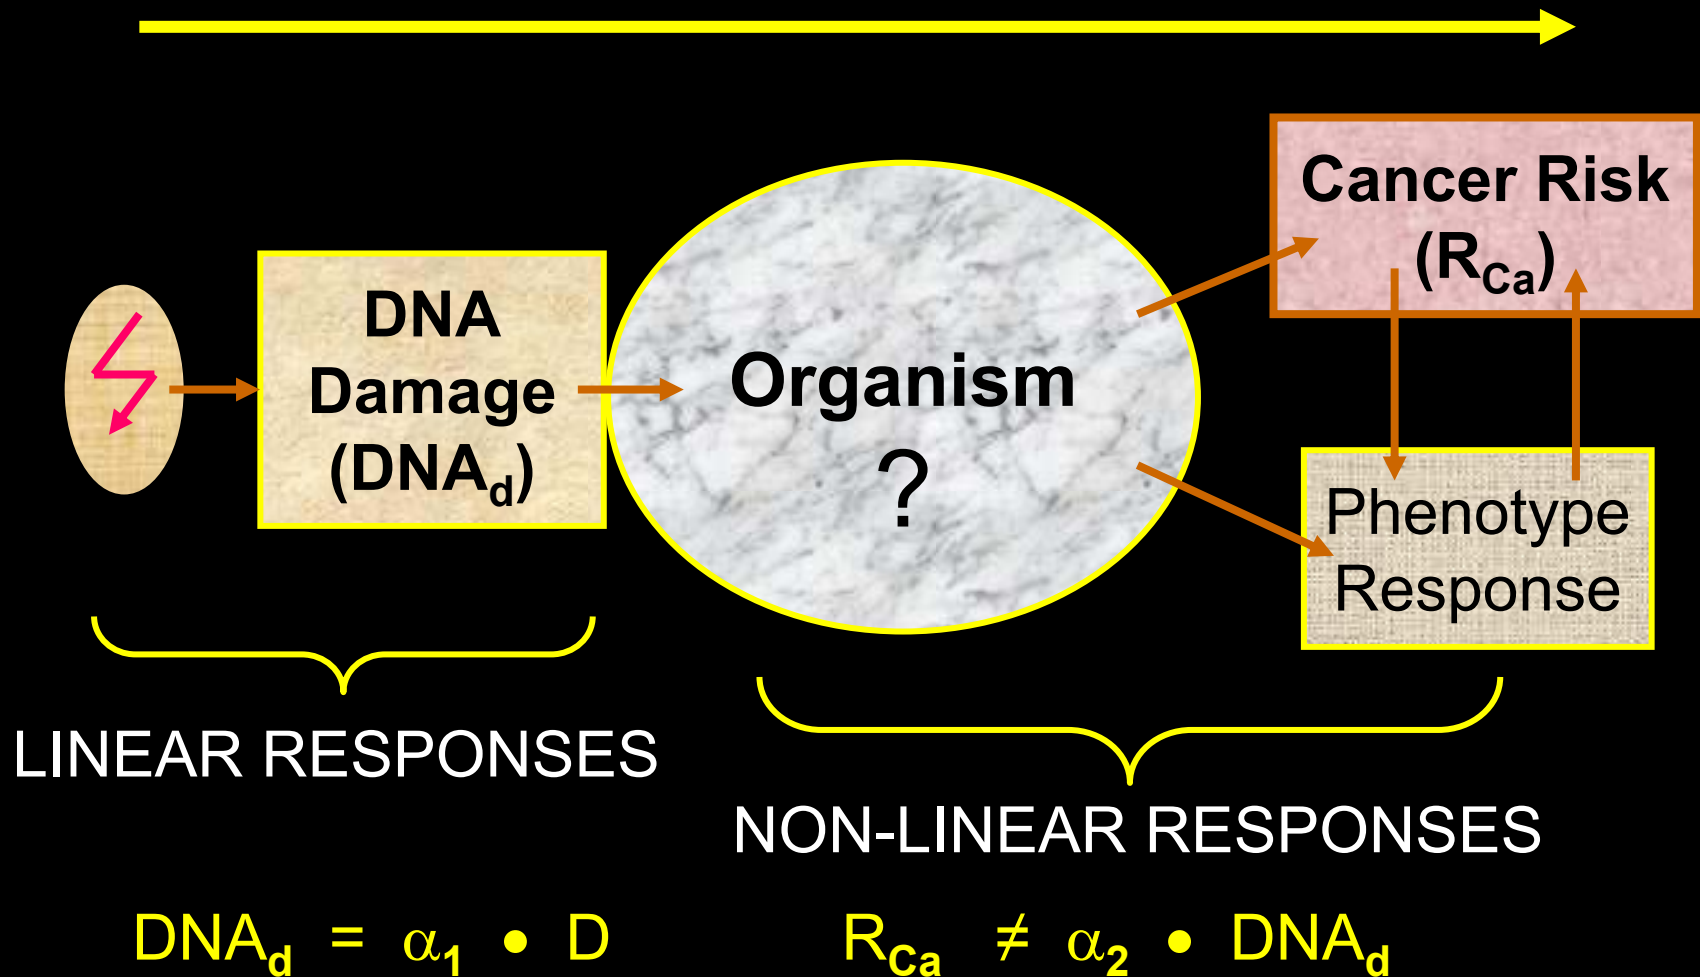 DNA
Damage
(DNAd)
Organism
?
Cancer Risk
(RCa)
Phenotype
Response
LINEAR RESPONSES
NON-LINEAR RESPONSES
DNAd = α1 • D
RCa ≠ α2 • DNAd